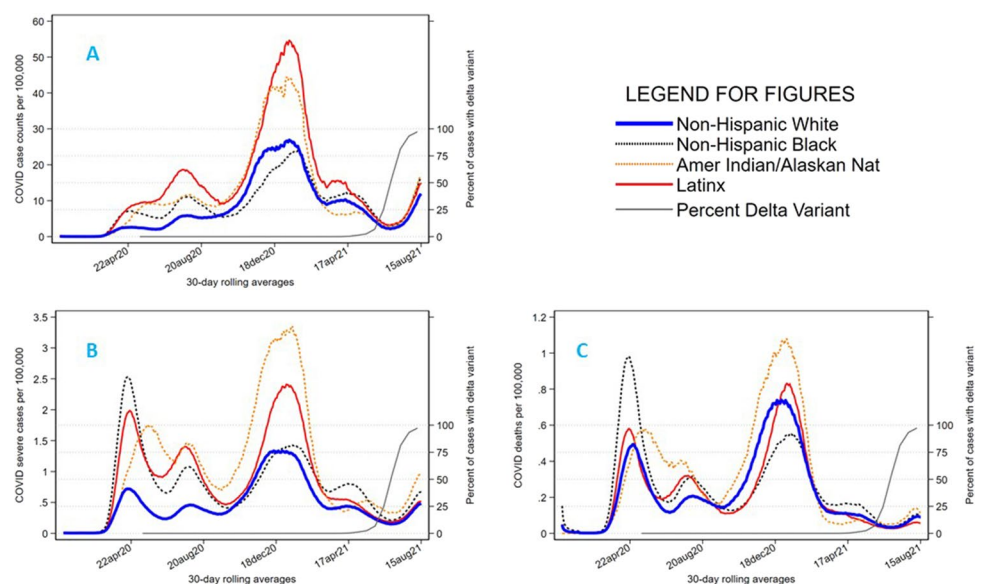 A
COVID case counts per 100,000
60
50
40
30
20
10
0
100
75
50
25
0
Percent of cases with delta variant
22apr20
20aug20
18dec20
17apr21
15aug21
30-day rolling averages
LEGEND FOR FIGURES
Non-Hispanic White
Non-Hispanic Black
Amer Indian/Alaskan Nat
Latinx
Percent Delta Variant
B
COVID severe cases per 100,000
3.5
3
2.5
2
1.5
1
.5
0
100
75
50
25
0
Percent of cases with delta variant
22apr20
20aug20
18dec20
17apr21
15aug21
30-day rolling averages
C
COVID deaths per 100,000
1.2
1
.8
.6
.4
.2
0
100
75
50
25
0
Percent of cases with delta variant
22apr20
20aug20
18dec20
17apr21
15aug21
30-day rolling averages